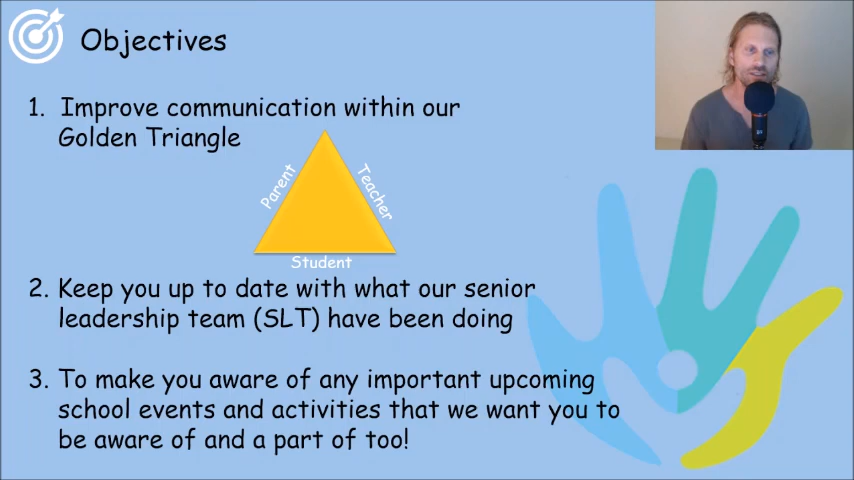 Objectives
1. Improve communication within our
Golden Triangle
Parent
Teacher
Student
2. Keep you up to date with what our senior
leadership team (SLT) have been doing
3. To make you aware of any important upcoming
school events and activities that we want you to
be aware of and a part of too!